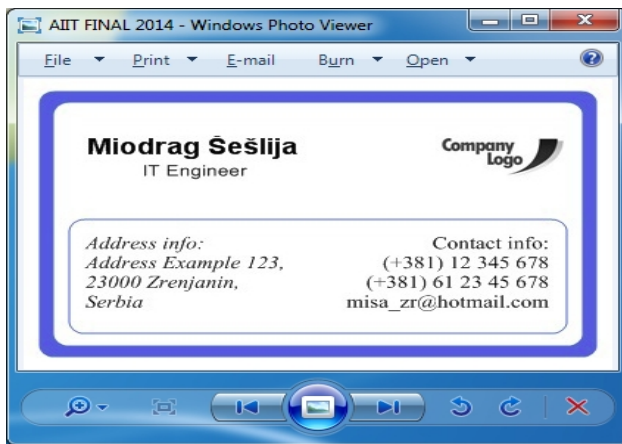 AIIT FINAL 2014 - Windows Photo Viewer
File Print E-mail Burn Open
Miodrag Šešlija
IT Engineer
Company
Logo
Address info:
Address Example 123,
23000 Zrenjanin,
Serbia
Contact info:
(+381) 12 345 678
(+381) 61 23 45 678
misa_zr@hotmail.com